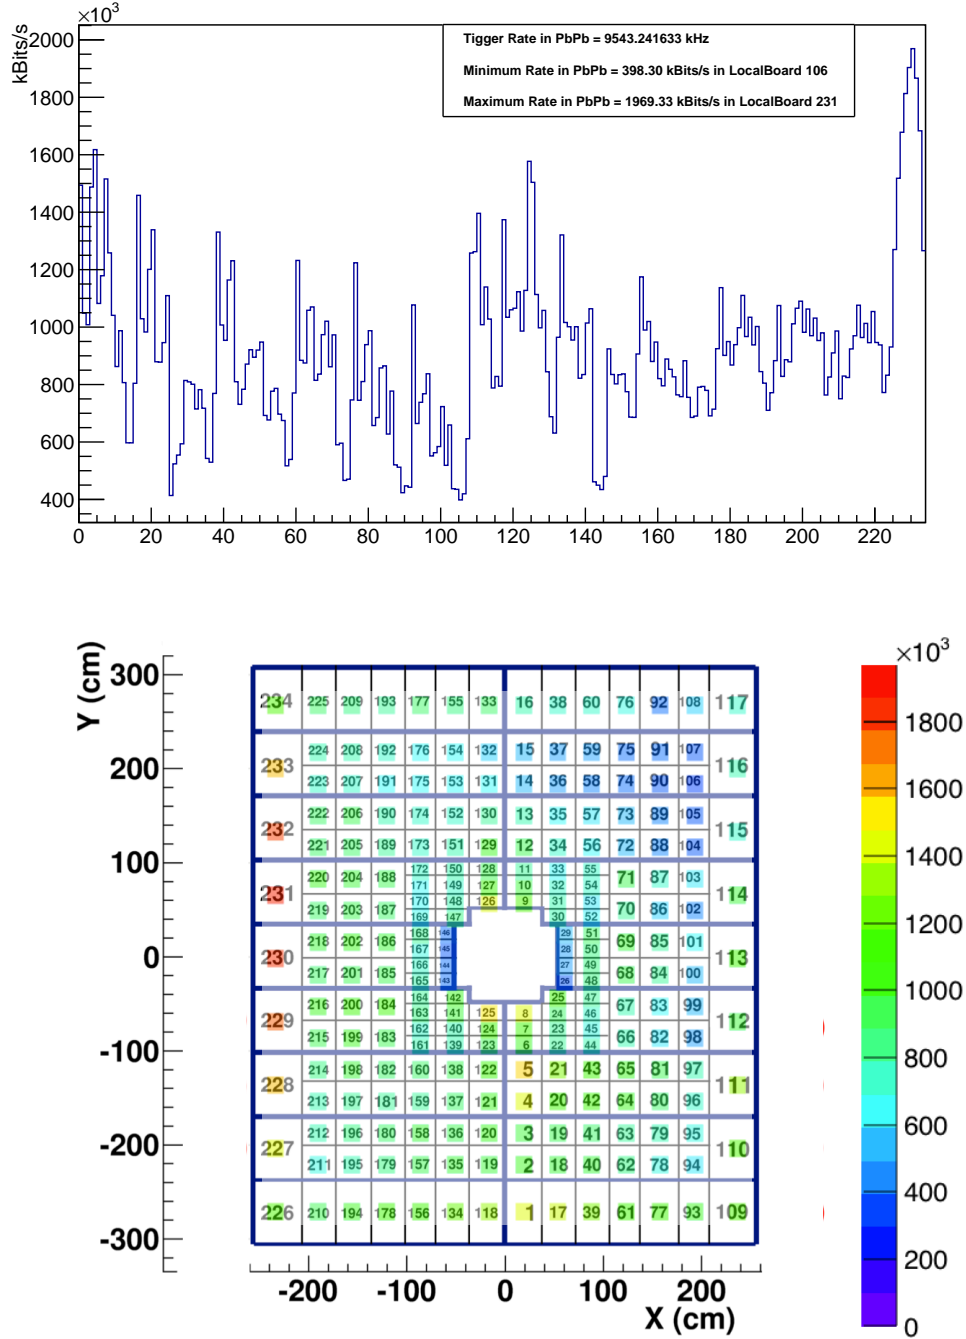 ×10³
kBits/s
Tigger Rate in PbPb = 9543.241633 kHz
Minimum Rate in PbPb = 398.30 kBits/s in LocalBoard 106
Maximum Rate in PbPb = 1969.33 kBits/s in LocalBoard 231
2000
1800
1600
1400
1200
1000
800
600
400
0 20 40 60 80 100 120 140 160 180 200 220
×10³
Y (cm)
300
200
100
0
-100
-200
-300
234 225 209 193 177 155 133 16 38 60 76 92 108 117
224 208 192 176 154 132 15 37 59 75 91 107
233 116
223 207 191 175 153 131 14 36 58 74 90 106
222 206 190 174 152 130 13 35 57 73 89 105
232 115
221 205 189 173 151 129 12 34 56 72 88 104
172 150 128 11 33 55
220 204 188 71 87 103
171 149 127 10 32 54
231 114
170 148 126 9 31 53
219 203 187 70 86 102
169 147 30 52
168 146 29 51
218 202 186 69 85 101
167 145 28 50
230 113
166 144 27 49
217 201 185 68 84 100
165 143 26 48
164 142 25 47
216 200 184 67 83 99
163 141 125 8 24 46
229 112
162 140 124 7 23 45
215 199 183 66 82 98
161 139 123 6 22 44
214 198 182 160 138 122 5 21 43 65 81 97
228 111
213 197 181 159 137 121 4 20 42 64 80 96
212 196 180 158 136 120 3 19 41 63 79 95
227 110
211 195 179 157 135 119 2 18 40 62 78 94
226 210 194 178 156 134 118 1 17 39 61 77 93 109
-200 -100 0 100 200
X (cm)
1800
1600
1400
1200
1000
800
600
400
200
0